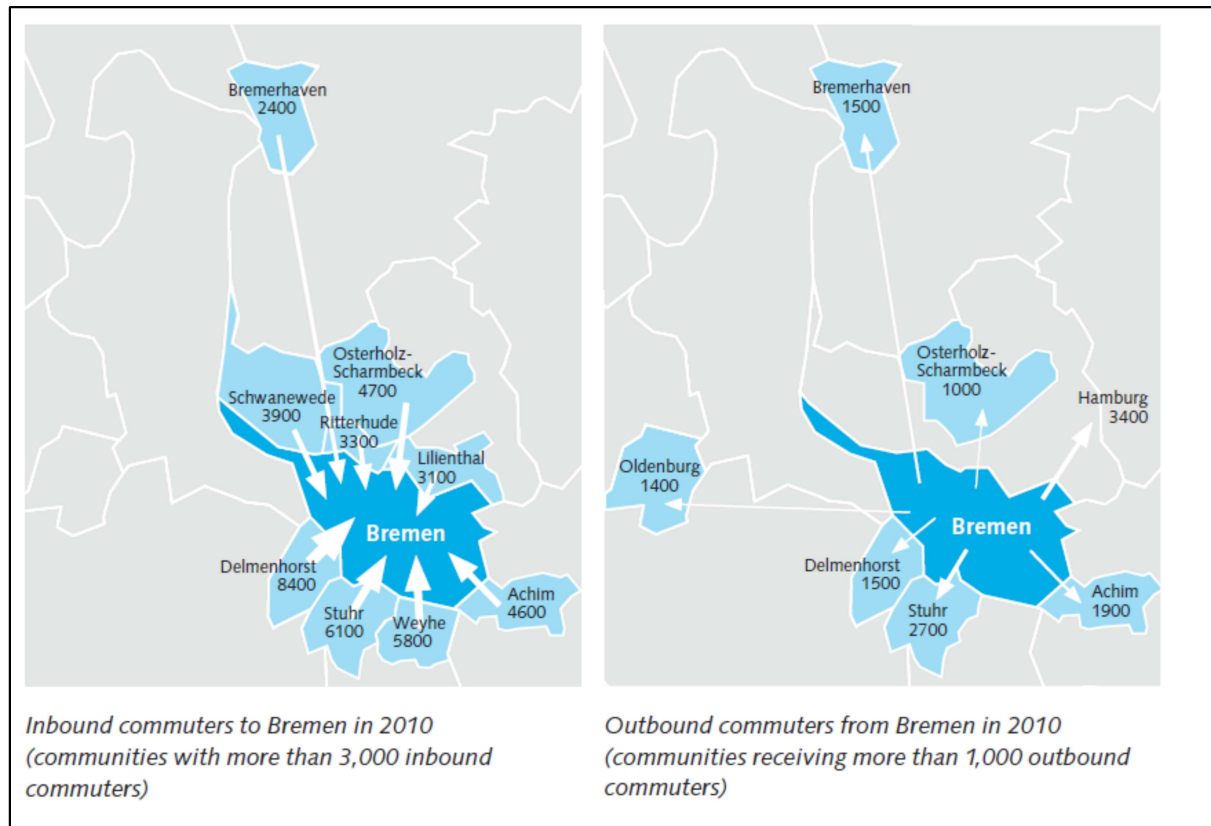 Bremerhaven
2400
Osterholz-
Scharmbeck
4700
Schwanewede
3900
Ritterhude
3300
Lilienthal
3100
Bremen
Delmenhorst
8400
Stuhr
6100
Weyhe
5800
Achim
4600
Inbound commuters to Bremen in 2010
(communities with more than 3,000 inbound
commuters)
Bremerhaven
1500
Osterholz-
Scharmbeck
1000
Hamburg
3400
Oldenburg
1400
Bremen
Delmenhorst
1500
Stuhr
2700
Achim
1900
Outbound commuters from Bremen in 2010
(communities receiving more than 1,000 outbound
commuters)